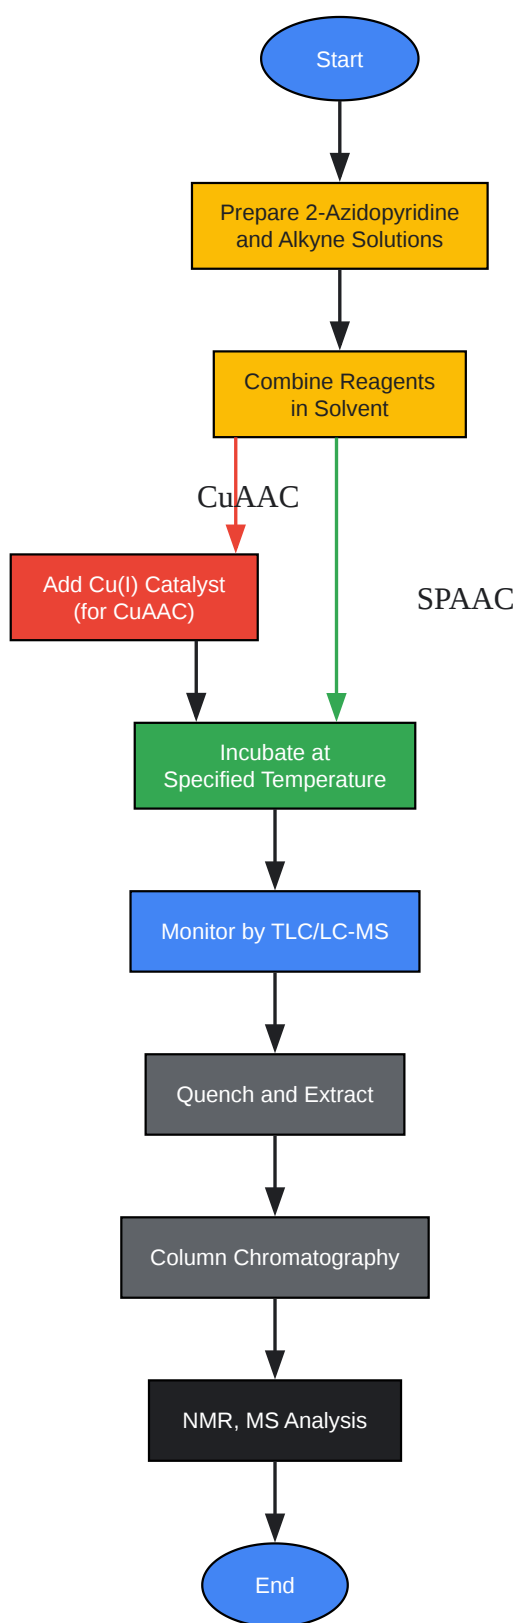 Start
Prepare 2-Azidopyridine
and Alkyne Solutions
Combine Reagents
in Solvent
CuAAC
Add Cu(I) Catalyst
(for CuAAC)
SPAAC
Incubate at
Specified Temperature
Monitor by TLC/LC-MS
Quench and Extract
Column Chromatography
NMR, MS Analysis
End